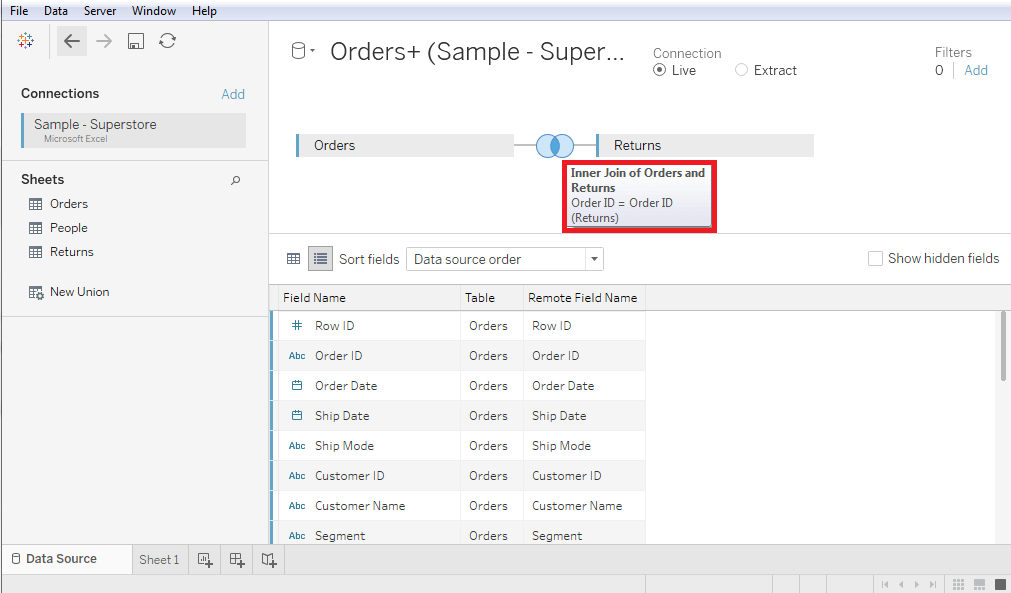 File Data Server Window Help
Orders+ (Sample - Super...
Connection
Live Extract
Filters
0 Add
Connections Add
Sample - Superstore
Microsoft Excel
Sheets
Orders
People
Returns
New Union
Orders Returns
Inner Join of Orders and
Returns
Order ID = Order ID
(Returns)
Sort fields Data source order Show hidden fields
Field Name Table Remote Field Name
# Row ID Orders Row ID
Abc Order ID Orders Order ID
Order Date Orders Order Date
Ship Date Orders Ship Date
Abc Ship Mode Orders Ship Mode
Abc Customer ID Orders Customer ID
Abc Customer Name Orders Customer Name
Abc Segment Orders Segment
Data Source Sheet 1